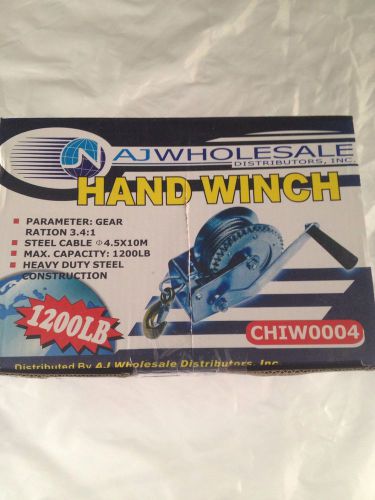 AJWHOLESALE
DISTRIBUTORS, INC.
HAND WINCH
PARAMETER: GEAR
RATION 3.4:1
STEEL CABLE Φ4.5X10M
MAX. CAPACITY: 1200LB
HEAVY DUTY STEEL
CONSTRUCTION
1200LB
CHIW0004
Distributed By AJ Wholesale Distributors, Inc